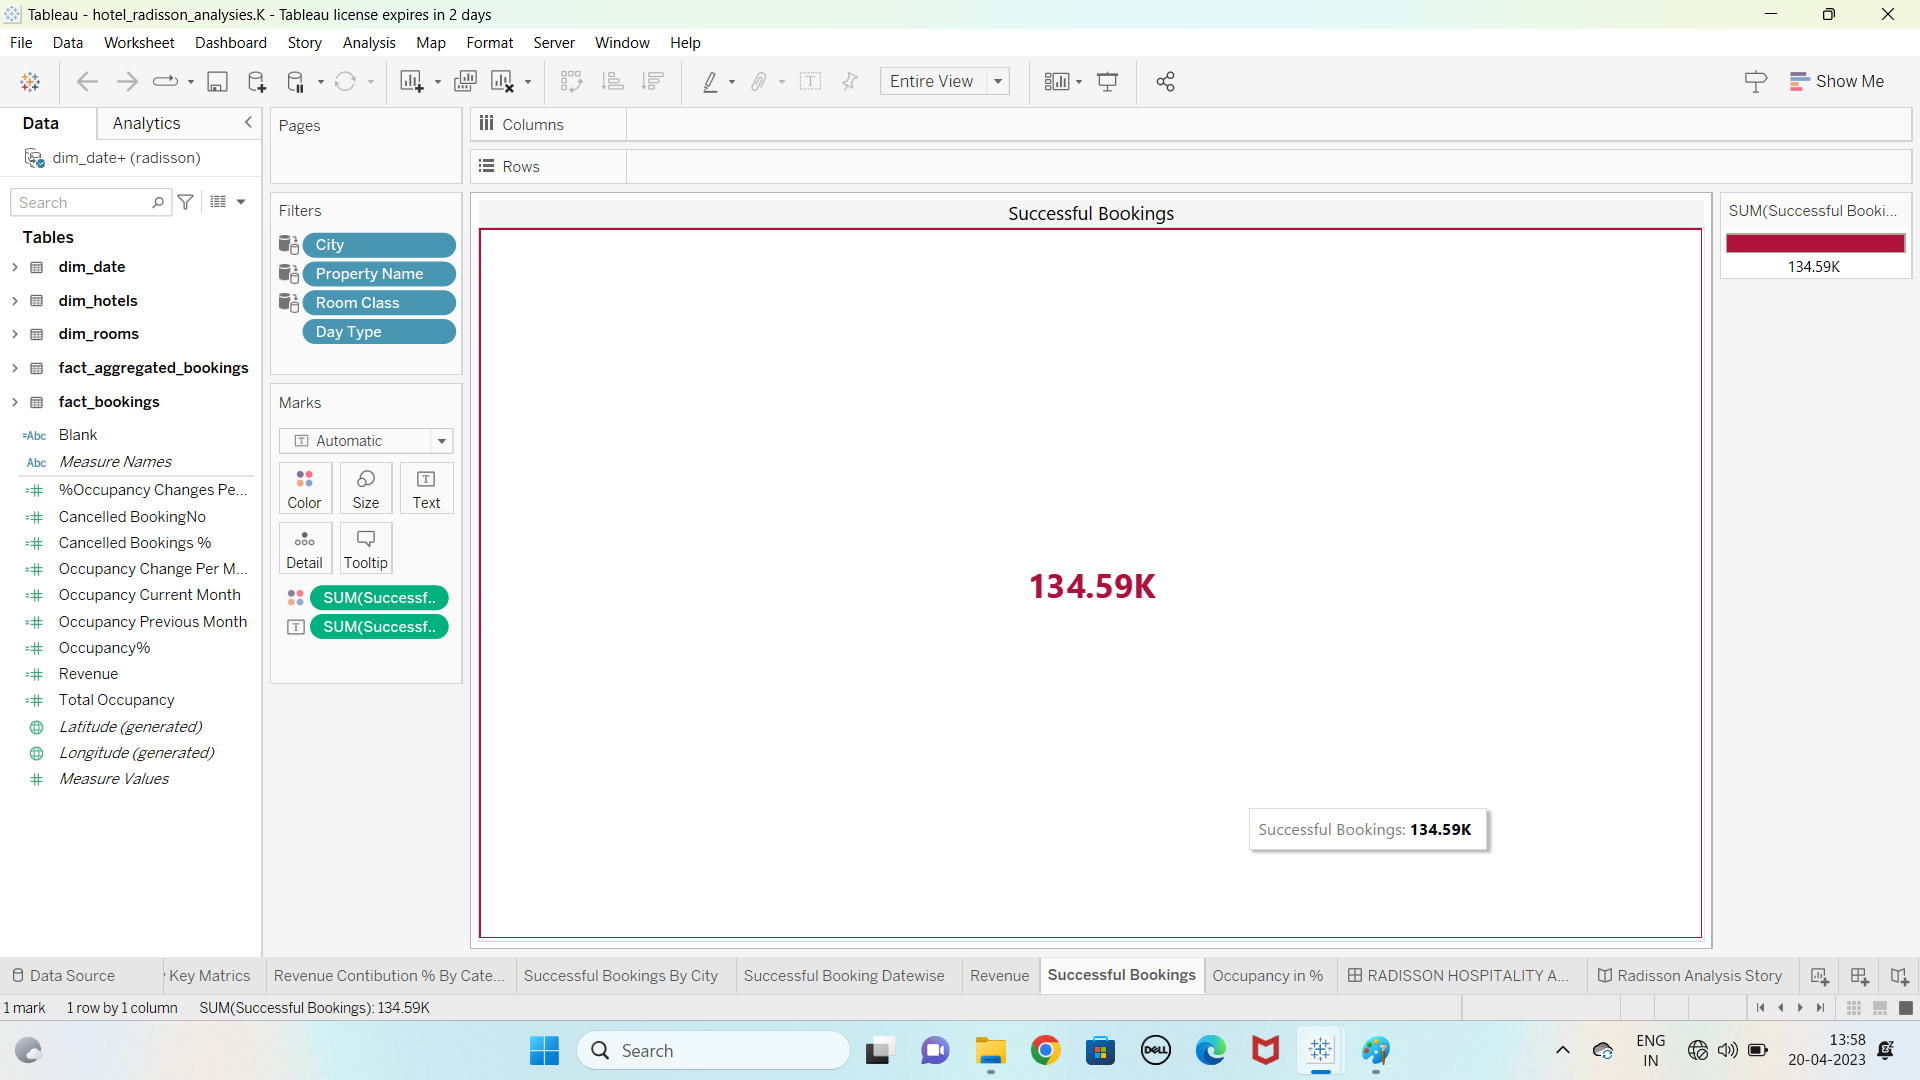 Tableau - hotel_radisson_analysies.K - Tableau license expires in 2 days
File Data Worksheet Dashboard Story Analysis Map Format Server Window Help
Entire View
Show Me
Data Analytics
dim_date+ (radisson)
Search
Tables
dim_date
dim_hotels
dim_rooms
fact_aggregated_bookings
fact_bookings
=Abc Blank
Abc Measure Names
=# %Occupancy Changes Pe...
=# Cancelled BookingNo
=# Cancelled Bookings %
=# Occupancy Change Per M...
=# Occupancy Current Month
=# Occupancy Previous Month
=# Occupancy%
=# Revenue
=# Total Occupancy
Latitude (generated)
Longitude (generated)
# Measure Values
Pages
Filters
City
Property Name
Room Class
Day Type
Marks
T Automatic
Color Size Text
Detail Tooltip
SUM(Successf..
T SUM(Successf..
Columns
Rows
Successful Bookings
134.59K
Successful Bookings: 134.59K
SUM(Successful Booki...
134.59K
Data Source Key Matrics Revenue Contibution % By Cate... Successful Bookings By City Successful Booking Datewise Revenue Successful Bookings Occupancy in % RADISSON HOSPITALITY A... Radisson Analysis Story
1 mark 1 row by 1 column SUM(Successful Bookings): 134.59K
Search
DELL
ENG
IN
13:58
20-04-2023